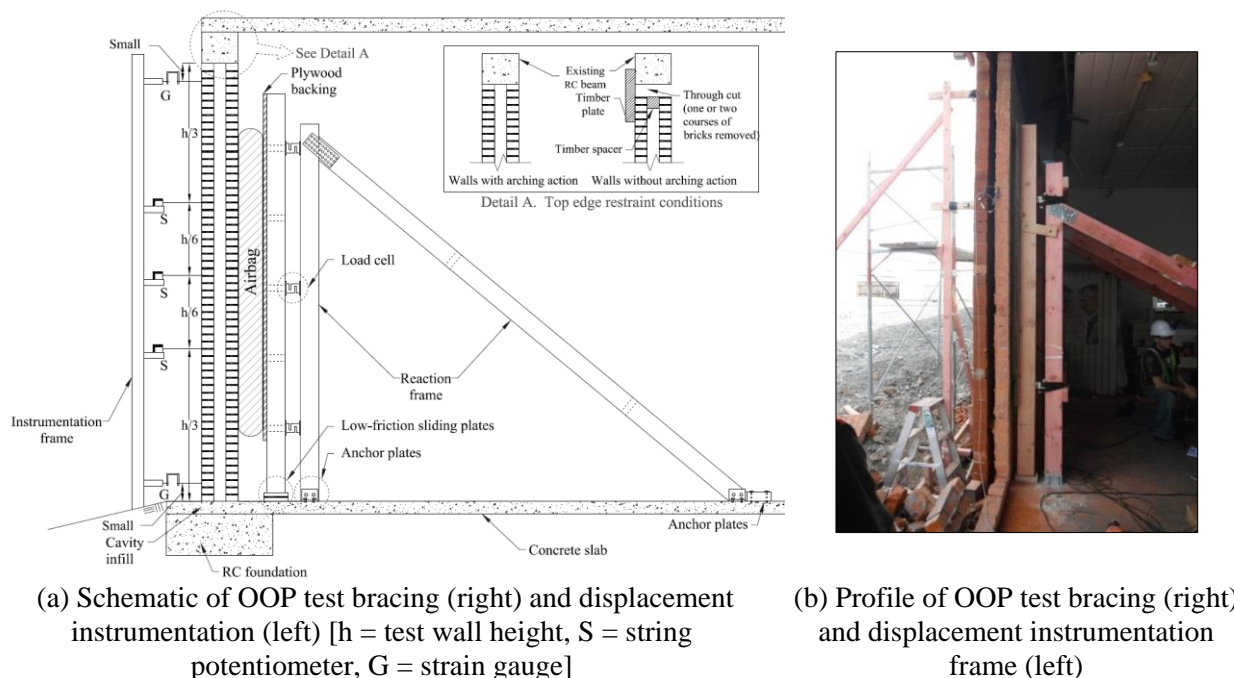 Small
See Detail A
Plywood
backing
G
h/3
S
h/6
S
h/6
S
h/3
Airbag
Existing
RC beam
Timber
plate
Through cut
(one or two
courses of
bricks removed)
Timber spacer
Walls with arching action
Walls without arching action
Detail A. Top edge restraint conditions
Load cell
Reaction
frame
Instrumentation
frame
Low-friction sliding plates
Anchor plates
G
Small
Cavity
infill
RC foundation
Concrete slab
Anchor plates
(a) Schematic of OOP test bracing (right) and displacement
instrumentation (left) [h = test wall height, S = string
potentiometer, G = strain gauge]
(b) Profile of OOP test bracing (right)
and displacement instrumentation
frame (left)